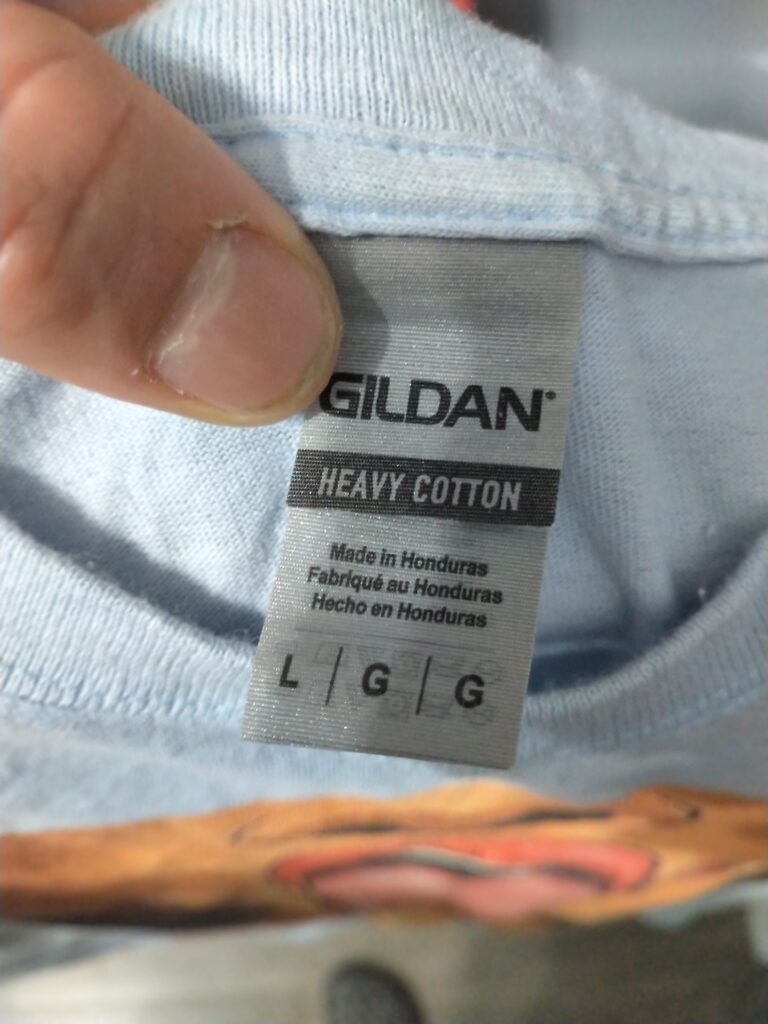 GILDAN®
HEAVY COTTON
Made in Honduras
Fabriqué au Honduras
Hecho en Honduras
L | G | G